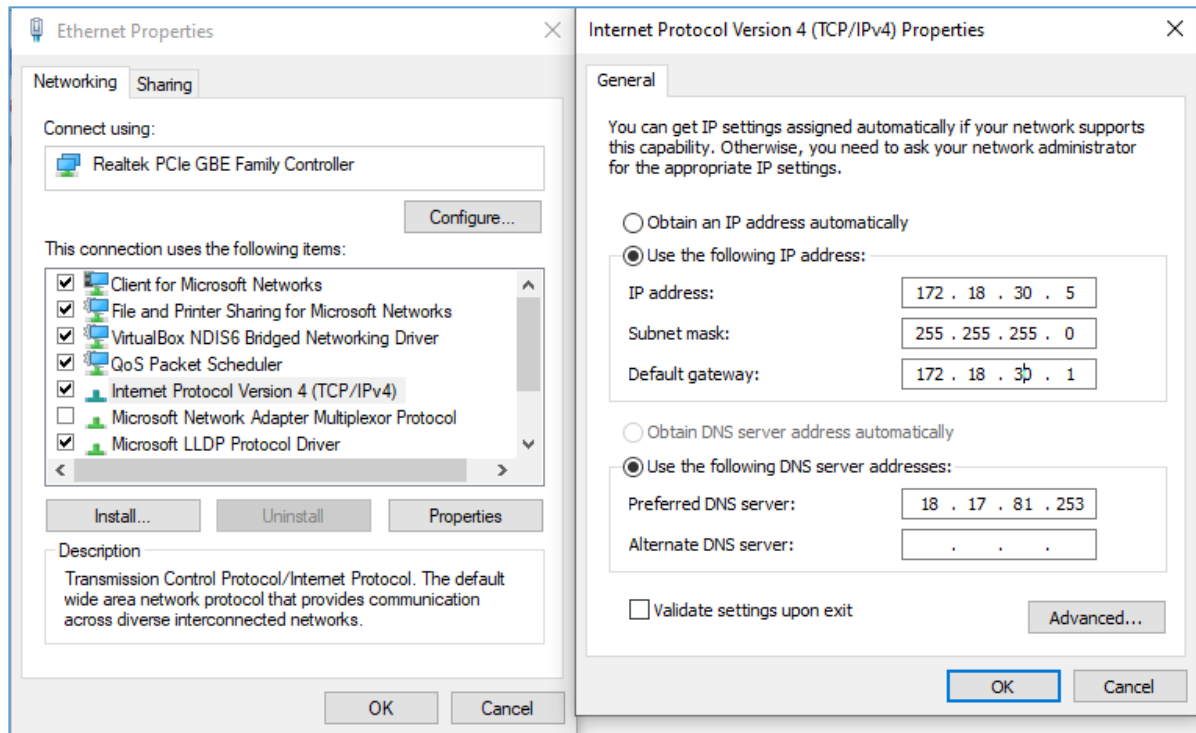 Ethernet Properties
Networking
Sharing
Connect using:
Realtek PCIe GBE Family Controller
Configure...
This connection uses the following items:
Client for Microsoft Networks
File and Printer Sharing for Microsoft Networks
VirtualBox NDIS6 Bridged Networking Driver
QoS Packet Scheduler
Internet Protocol Version 4 (TCP/IPv4)
Microsoft Network Adapter Multiplexor Protocol
Microsoft LLDP Protocol Driver
Install...
Uninstall
Properties
Description
Transmission Control Protocol/Internet Protocol. The default
wide area network protocol that provides communication
across diverse interconnected networks.
OK
Cancel
Internet Protocol Version 4 (TCP/IPv4) Properties
General
You can get IP settings assigned automatically if your network supports
this capability. Otherwise, you need to ask your network administrator
for the appropriate IP settings.
Obtain an IP address automatically
Use the following IP address:
IP address: 172 . 18 . 30 . 5
Subnet mask: 255 . 255 . 255 . 0
Default gateway: 172 . 18 . 30 . 1
Obtain DNS server address automatically
Use the following DNS server addresses:
Preferred DNS server: 18 . 17 . 81 . 253
Alternate DNS server: . . .
Validate settings upon exit
Advanced...
OK
Cancel